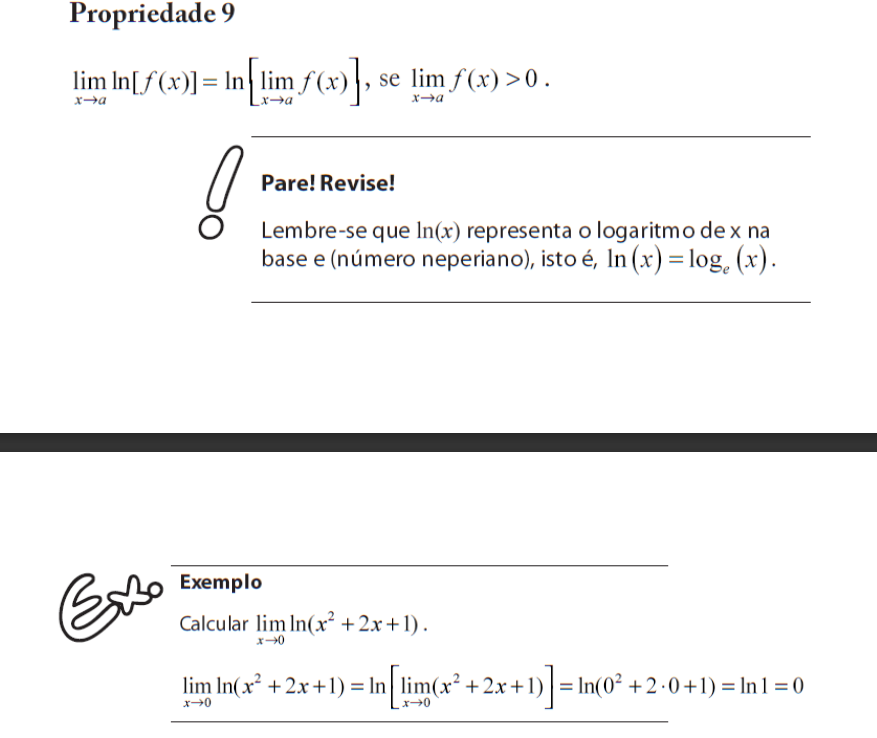 Propriedade 9
lim ln[f(x)] = ln[lim f(x)], se lim f(x) > 0 .
x→a x→a x→a
Pare! Revise!
Lembre-se que ln(x) representa o logaritmo de x na
base e (número neperiano), isto é, ln(x) = logₑ(x).
Exo
Exemplo
Calcular lim ln(x² + 2x + 1) .
x→0
lim ln(x² + 2x + 1) = ln[lim(x² + 2x + 1)] = ln(0² + 2·0 + 1) = ln 1 = 0
x→0 x→0